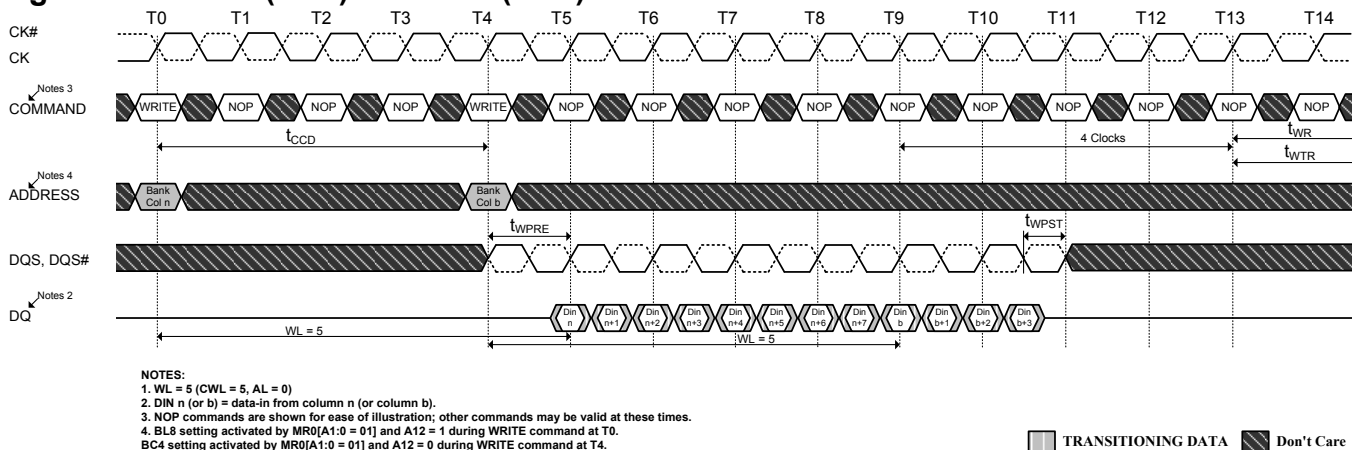 T0 T1 T2 T3 T4 T5 T6 T7 T8 T9 T10 T11 T12 T13 T14
CK#
CK
Notes 3
COMMAND
WRITE NOP NOP NOP WRITE NOP NOP NOP NOP NOP NOP NOP NOP NOP NOP
tCCD
4 Clocks
tWR
tWTR
Notes 4
ADDRESS
Bank
Col n
Bank
Col b
tWPRE
tWPST
DQS, DQS#
Notes 2
DQ
Din
n
Din
n+1
Din
n+2
Din
n+3
Din
n+4
Din
n+5
Din
n+6
Din
n+7
Din
b
Din
b+1
Din
b+2
Din
b+3
WL = 5
WL = 5
NOTES:
1. WL = 5 (CWL = 5, AL = 0)
2. DIN n (or b) = data-in from column n (or column b).
3. NOP commands are shown for ease of illustration; other commands may be valid at these times.
4. BL8 setting activated by MR0[A1:0 = 01] and A12 = 1 during WRITE command at T0.
BC4 setting activated by MR0[A1:0 = 01] and A12 = 0 during WRITE command at T4.
TRANSITIONING DATA
Don't Care